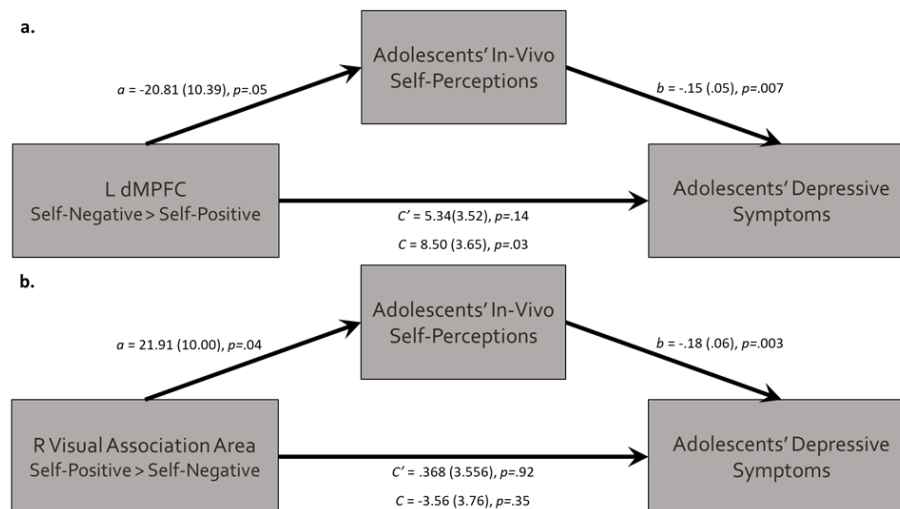 a.
Adolescents' In-Vivo
Self-Perceptions
a = -20.81 (10.39), p=.05
b = -.15 (.05), p=.007
L dMPFC
Self-Negative > Self-Positive
Adolescents' Depressive
Symptoms
C' = 5.34(3.52), p=.14
C = 8.50 (3.65), p=.03
b.
Adolescents' In-Vivo
Self-Perceptions
a = 21.91 (10.00), p=.04
b = -.18 (.06), p=.003
R Visual Association Area
Self-Positive > Self-Negative
Adolescents' Depressive
Symptoms
C' = .368 (3.556), p=.92
C = -3.56 (3.76), p=.35